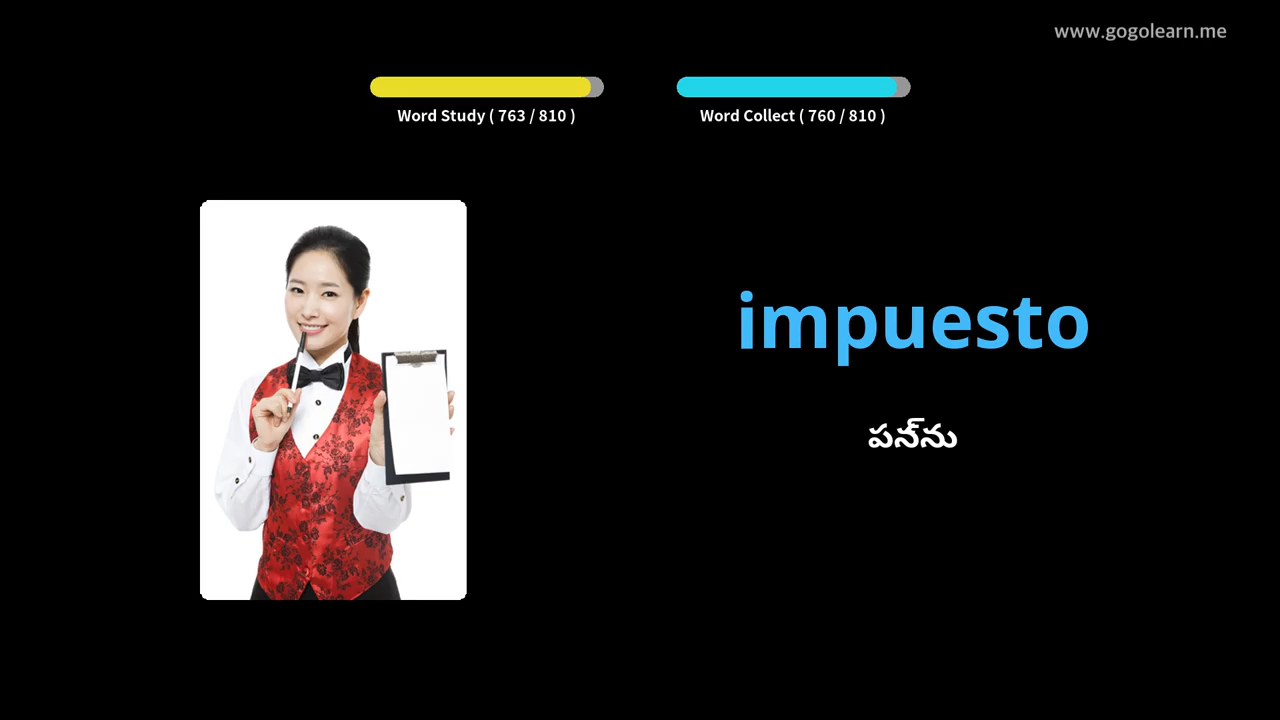 www.gogolearn.me
Word Study ( 763 / 810 )
Word Collect ( 760 / 810 )
impuesto
పన్‌ను